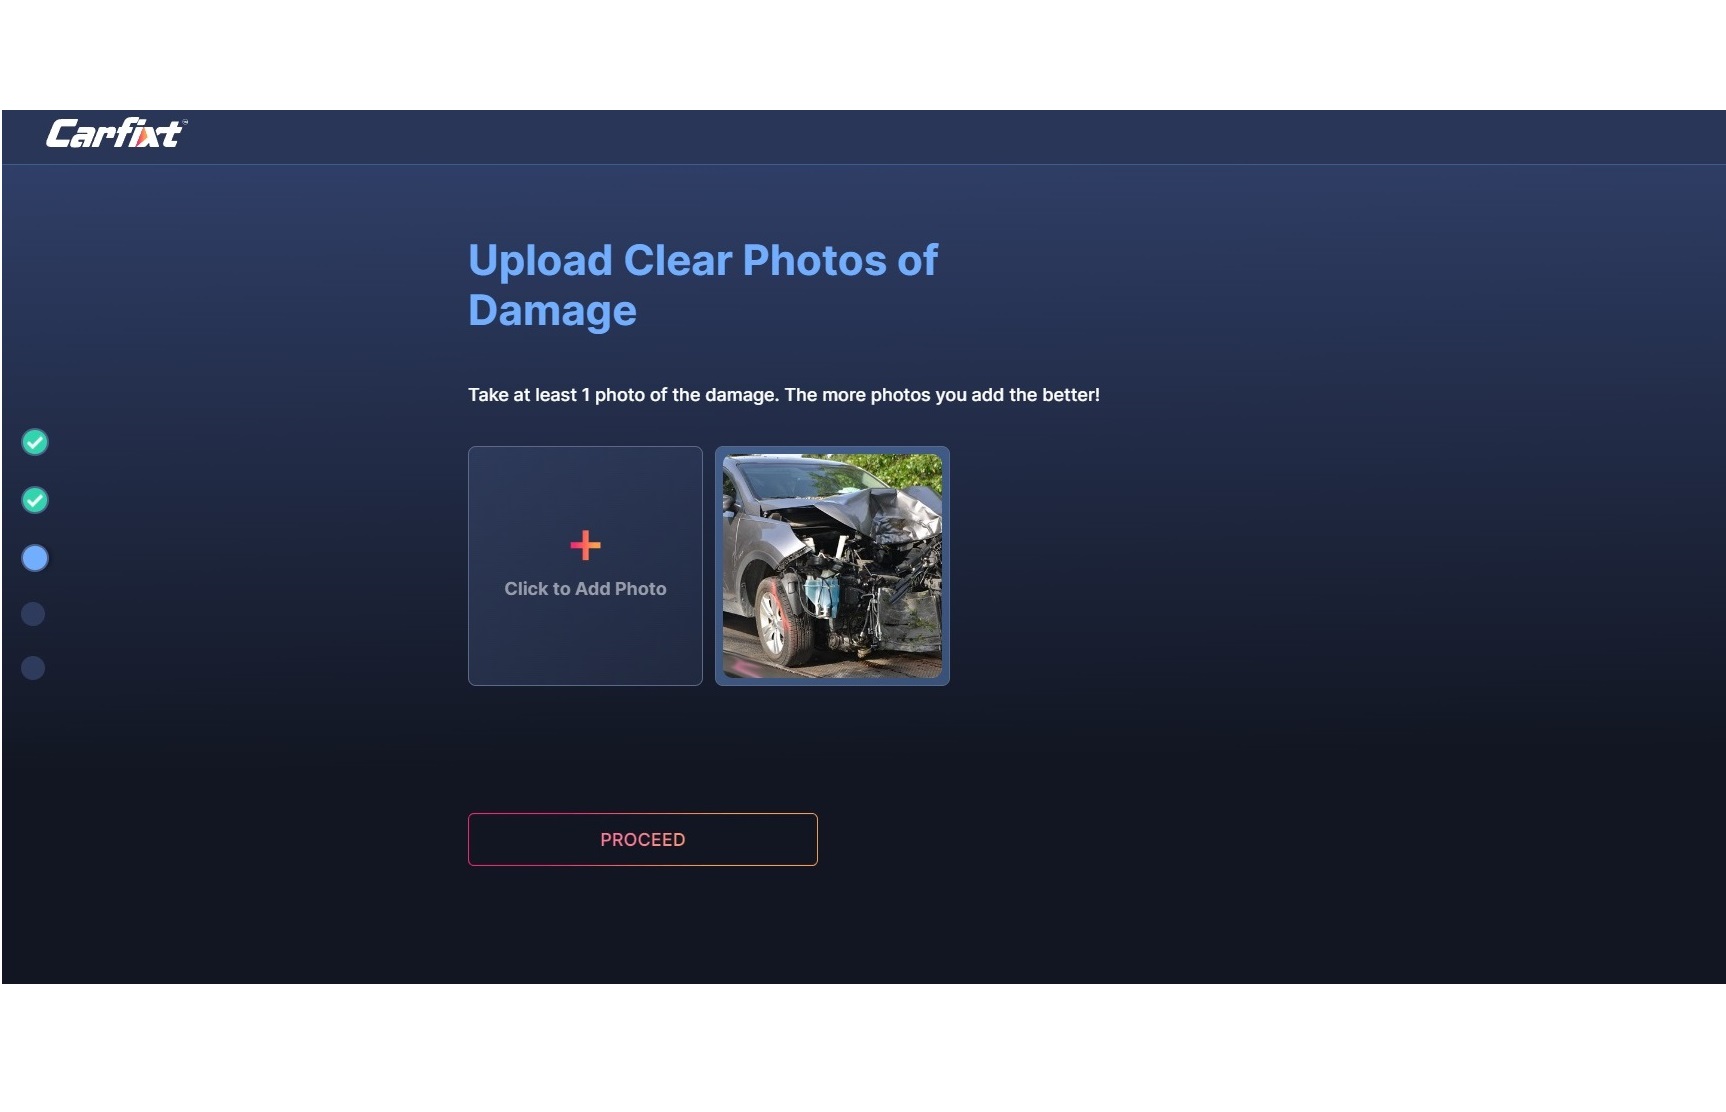 Carfixt
Upload Clear Photos of
Damage
Take at least 1 photo of the damage. The more photos you add the better!
Click to Add Photo
PROCEED